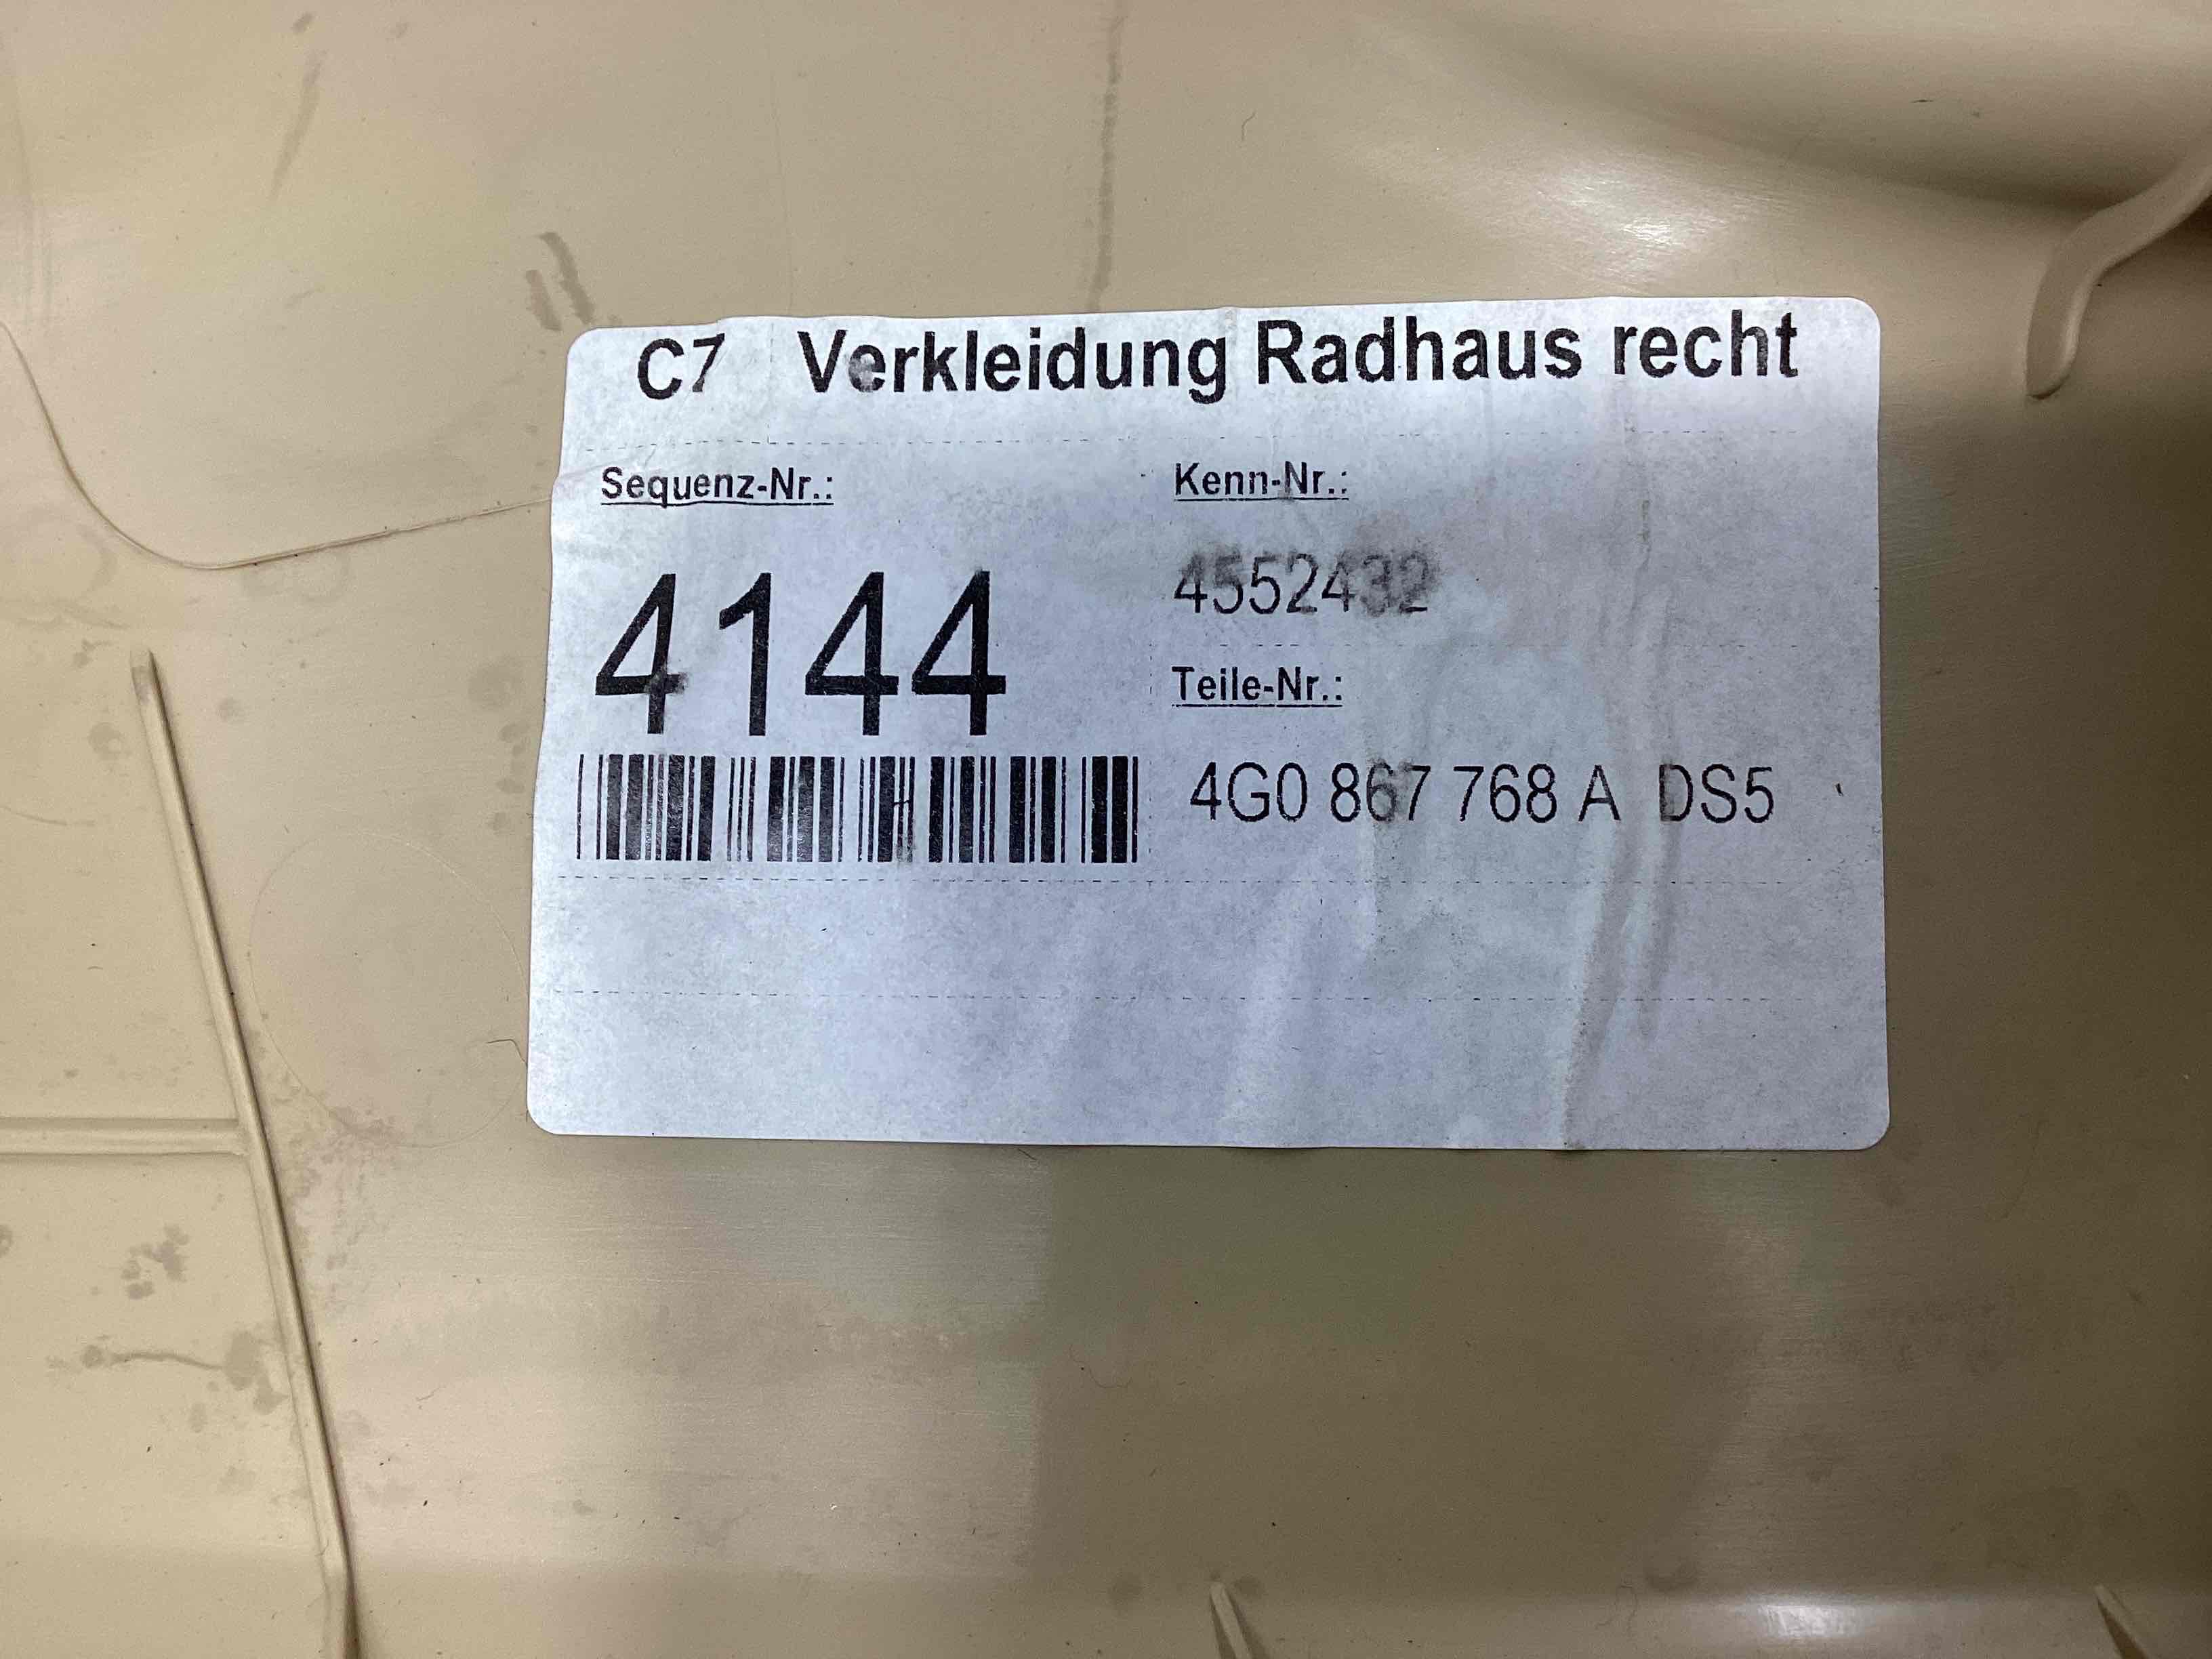 C7 Verkleidung Radhaus recht
Sequenz-Nr.:
4144
Kenn-Nr.:
4552432
Teile-Nr.:
4G0 867 768 A DS5